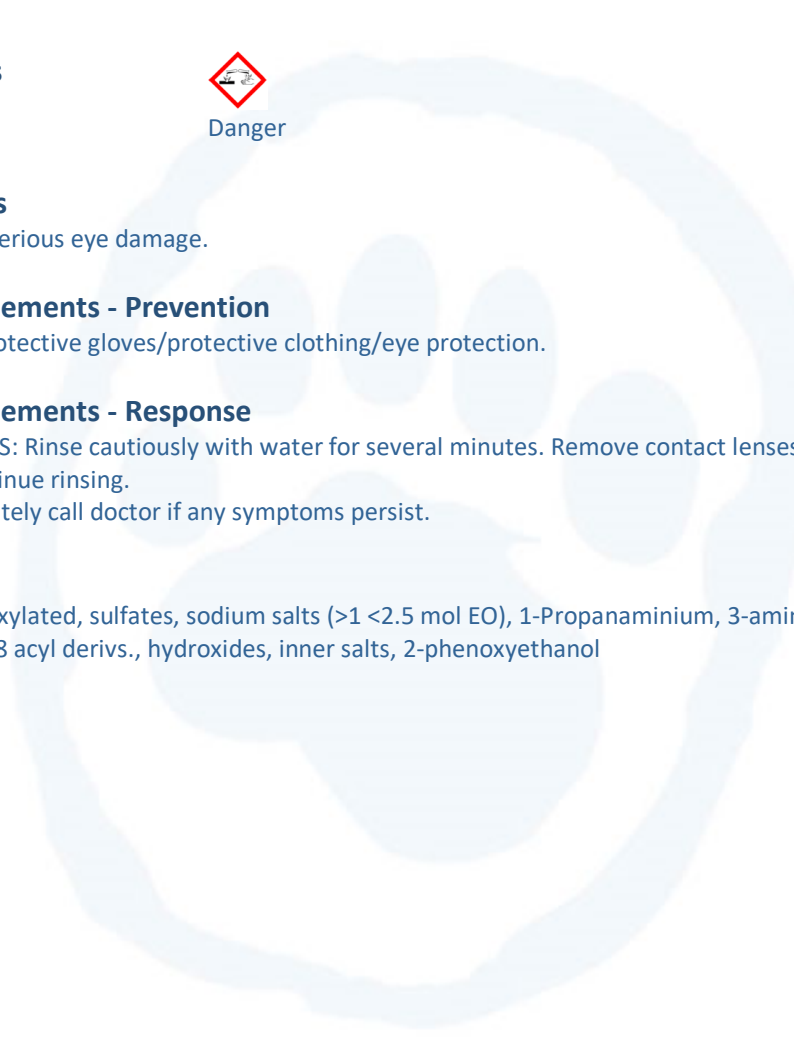 s
Danger
s
erious eye damage.
ements - Prevention
otective gloves/protective clothing/eye protection.
ements - Response
S: Rinse cautiously with water for several minutes. Remove contact lenses
inue rinsing.
tely call doctor if any symptoms persist.
xylated, sulfates, sodium salts (>1 <2.5 mol EO), 1-Propanaminium, 3-amin
8 acyl derivs., hydroxides, inner salts, 2-phenoxyethanol